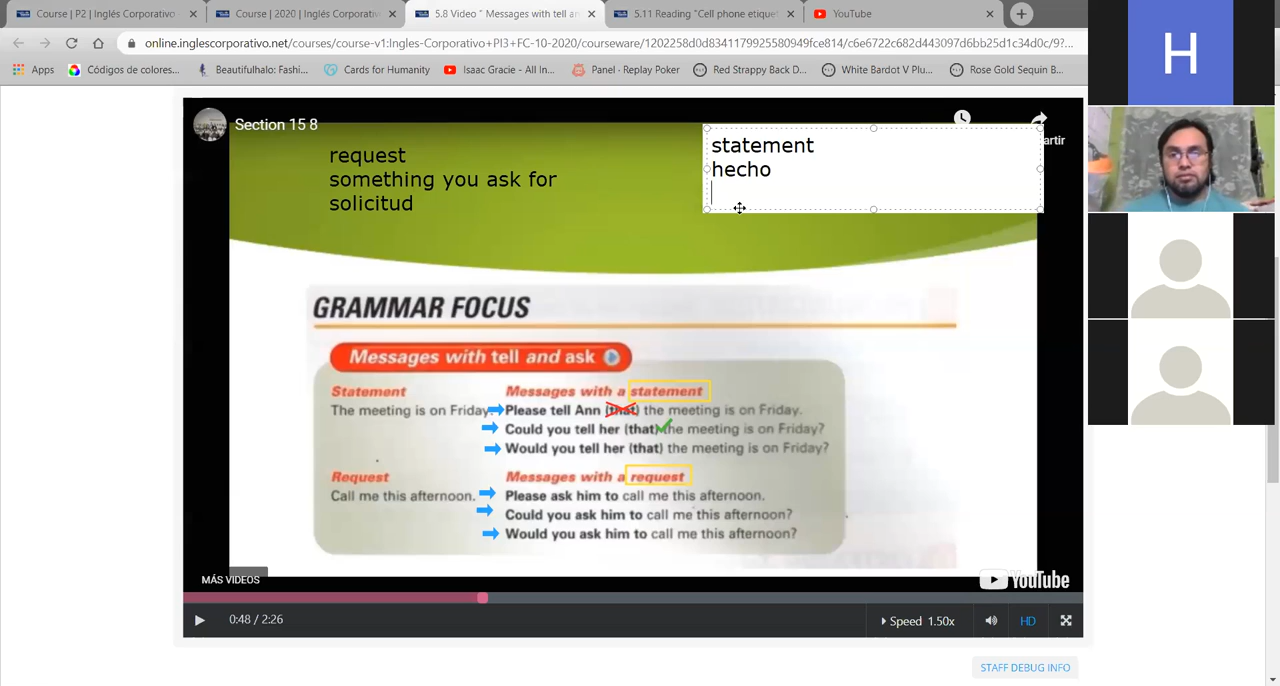 Course | P2 | Inglés Corporativo
Course | 2020 | Inglés Corporativ
5.8 Video " Messages with tell an
5.11 Reading "Cell phone etiquet
YouTube
online.inglescorporativo.net/courses/course-v1:Ingles-Corporativo+PI3+FC-10-2020/courseware/1202258d0d8341179925580949fce814/c6e6722c682d443097d6bb25d1c34d0c/9?...
Apps
Códigos de colores...
Beautifulhalo: Fashi...
Cards for Humanity
Isaac Gracie - All In...
Panel · Replay Poker
Red Strappy Back D...
White Bardot V Plu...
Rose Gold Sequin B...
H
Section 15 8
artir
request
something you ask for
solicitud
statement
hecho
GRAMMAR FOCUS
Messages with tell and ask
Statement
Messages with a statement
The meeting is on Friday.
Please tell Ann (that) the meeting is on Friday.
Could you tell her (that) the meeting is on Friday?
Would you tell her (that) the meeting is on Friday?
Request
Messages with a request
Call me this afternoon.
Please ask him to call me this afternoon.
Could you ask him to call me this afternoon?
Would you ask him to call me this afternoon?
MÁS VIDEOS
YouTube
0:48 / 2:26
Speed 1.50x
HD
STAFF DEBUG INFO